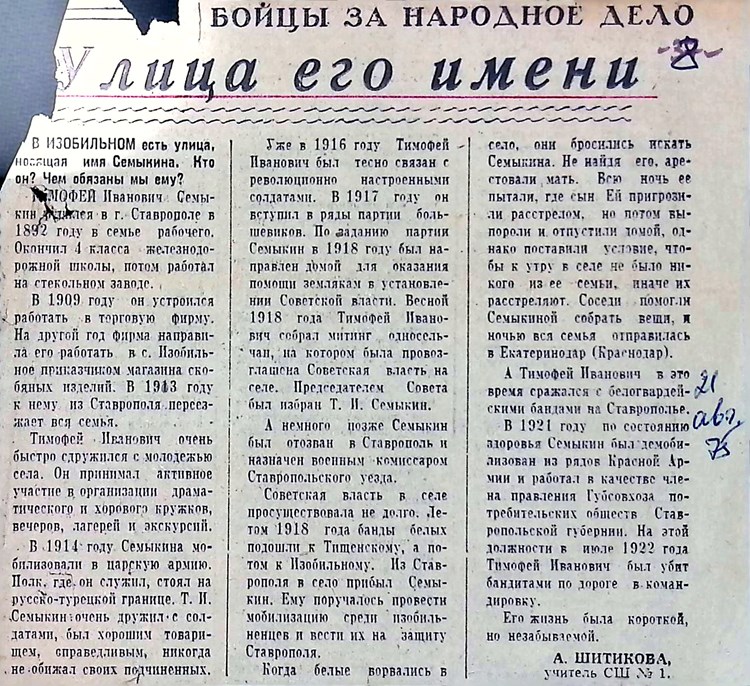 БОЙЦЫ ЗА НАРОДНОЕ ДЕЛО
Улица его имени
В ИЗОБИЛЬНОМ есть улица,
носящая имя Семыкина. Кто
он? Чем обязаны мы ему?
ТИМОФЕЙ Иванович Семы-
кин родился в г. Ставрополе в
1892 году в семье рабочего.
Окончил 4 класса железно-
дорожной школы, потом работал
на стекольном заводе.
В 1909 году он устроился
работать в торговую фирму.
На другой год фирма направи-
ла его работать в с. Изобиль-
ное приказчиком магазина ско-
бяных изделий. В 1913 году
к нему из Ставрополя переез-
жает вся семья.
Тимофей Иванович очень
быстро сдружился с молодежью
села. Он принимал активное
участие в организации драма-
тического и хорового кружков,
вечеров, лагерей и экскурсий.
В 1914 году Семыкина мо-
билизовали в царскую армию.
Полк, где он служил, стоял на
русско-турецкой границе. Т. И.
Семыкин очень дружил с сол-
датами, был хорошим товари-
щем, справедливым, никогда
не обижал своих подчиненных.
Уже в 1916 году Тимофей
Иванович был тесно связан с
революционно настроенными
солдатами. В 1917 году он
вступил в ряды партии боль-
шевиков. По заданию партии
Семыкин в 1918 году был на-
правлен домой для оказания
помощи землякам в установле-
нии Советской власти. Весной
1918 года Тимофей Ивано-
вич собрал митинг односель-
чан, на котором была провоз-
глашена Советская власть на
селе. Председателем Совета
был избран Т. И. Семыкин.
А немного позже Семыкин
был отозван в Ставрополь и
назначен военным комиссаром
Ставропольского уезда.
Советская власть в селе
просуществовала не долго. Ле-
том 1918 года банды белых
подошли к Тищенскому, а по-
том к Изобильному. Из Став-
рополя в село прибыл Семы-
кин. Ему поручалось провести
мобилизацию среди изобиль-
ненцев и вести их на защиту
Ставрополя.
Когда белые ворвались в
село, они бросились искать
Семыкина. Не найдя его, аре-
стовали мать. Всю ночь ее
пытали, где сын. Ей пригрози-
ли расстрелом, но потом вы-
пороли и отпустили домой, од-
нако поставили условие, что-
бы к утру в селе не было ни-
кого из ее семьи, иначе их
расстреляют. Соседи помогли
Семыкиной собрать вещи, и
ночью вся семья отправилась
в Екатеринодар (Краснодар).
А Тимофей Иванович в это
время сражался с белогвардей-
скими бандами на Ставрополье.
В 1921 году по состоянию
здоровья Семыкин был демоби-
лизован из рядов Красной Ар-
мии и работал в качестве чле-
на правления Губсовхоза по-
требительских обществ Став-
ропольской губернии. На этой
должности в июле 1922 года
Тимофей Иванович был убит
бандитами по дороге в коман-
дировку.
Его жизнь была короткой,
но незабываемой.
А. ШИТИКОВА,
учитель СШ № 1.
21
авг,
75